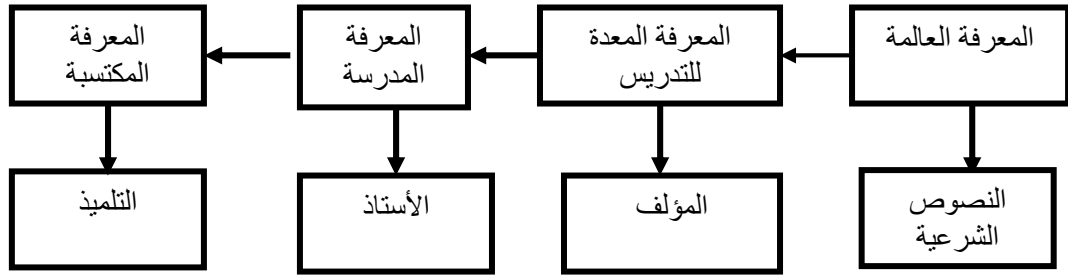 المعرفة العالمة
المعرفة المعدة
للتدريس
المعرفة
المدرسة
المعرفة
المكتسبة
النصوص
الشرعية
المؤلف
الأستاذ
التلميذ